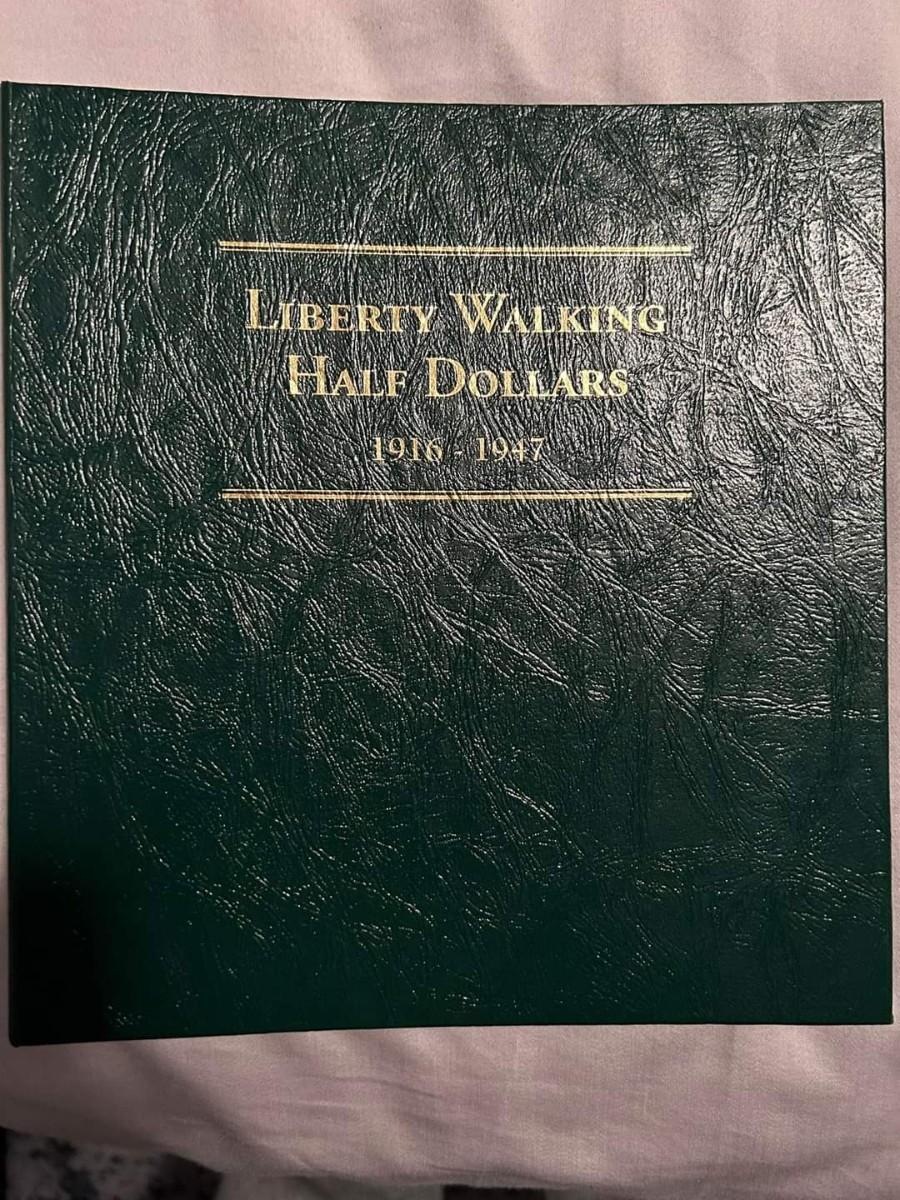 LIBERTY WALKING
HALF DOLLARS
1916 - 1947